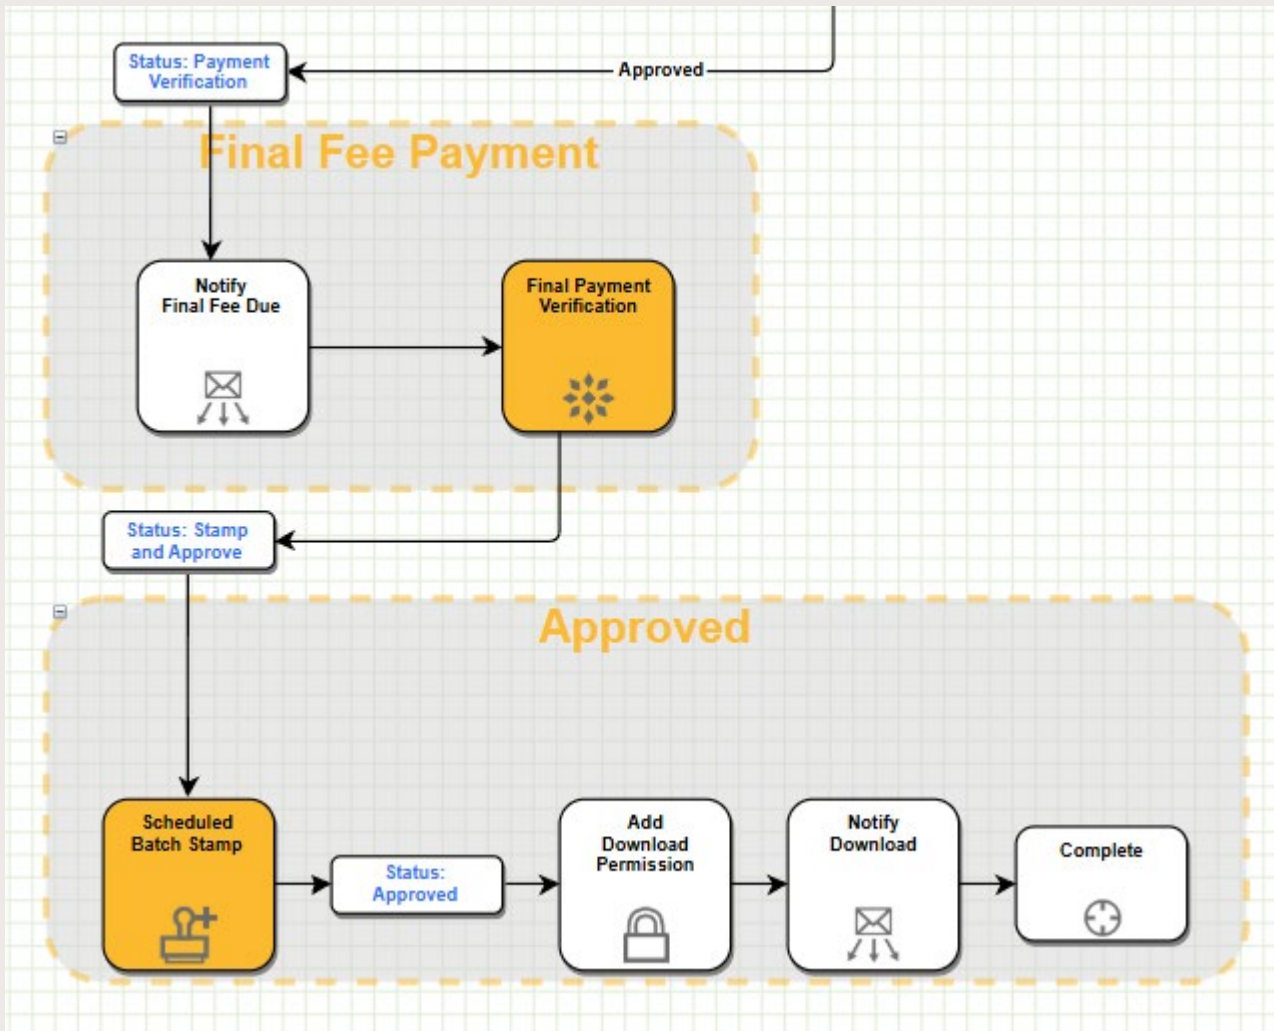 Status: Payment
Verification
Approved
Final Fee Payment
Notify
Final Fee Due
Final Payment
Verification
Status: Stamp
and Approve
Approved
Scheduled
Batch Stamp
Status:
Approved
Add
Download
Permission
Notify
Download
Complete